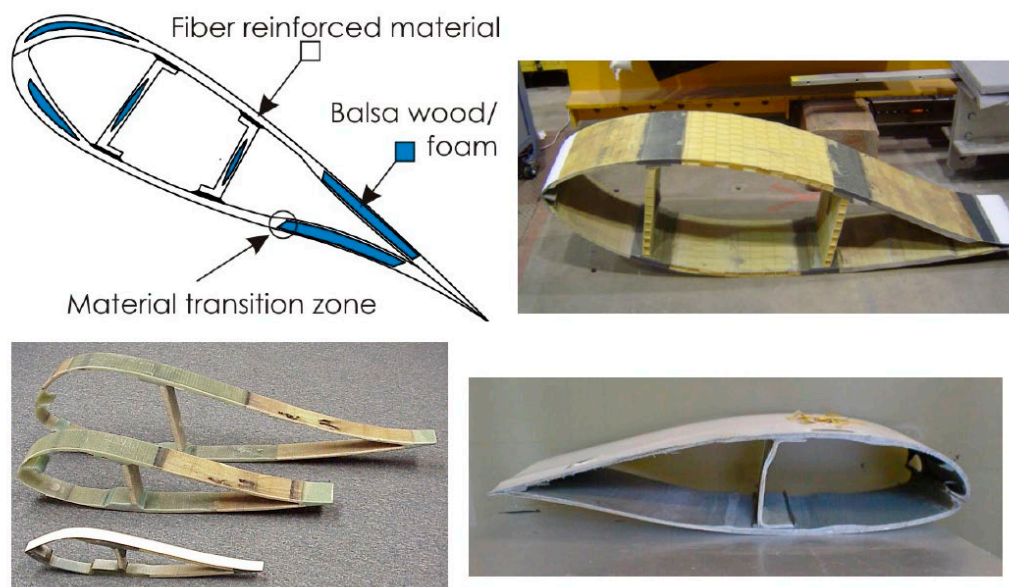 Fiber reinforced material
Balsa wood/
foam
Material transition zone